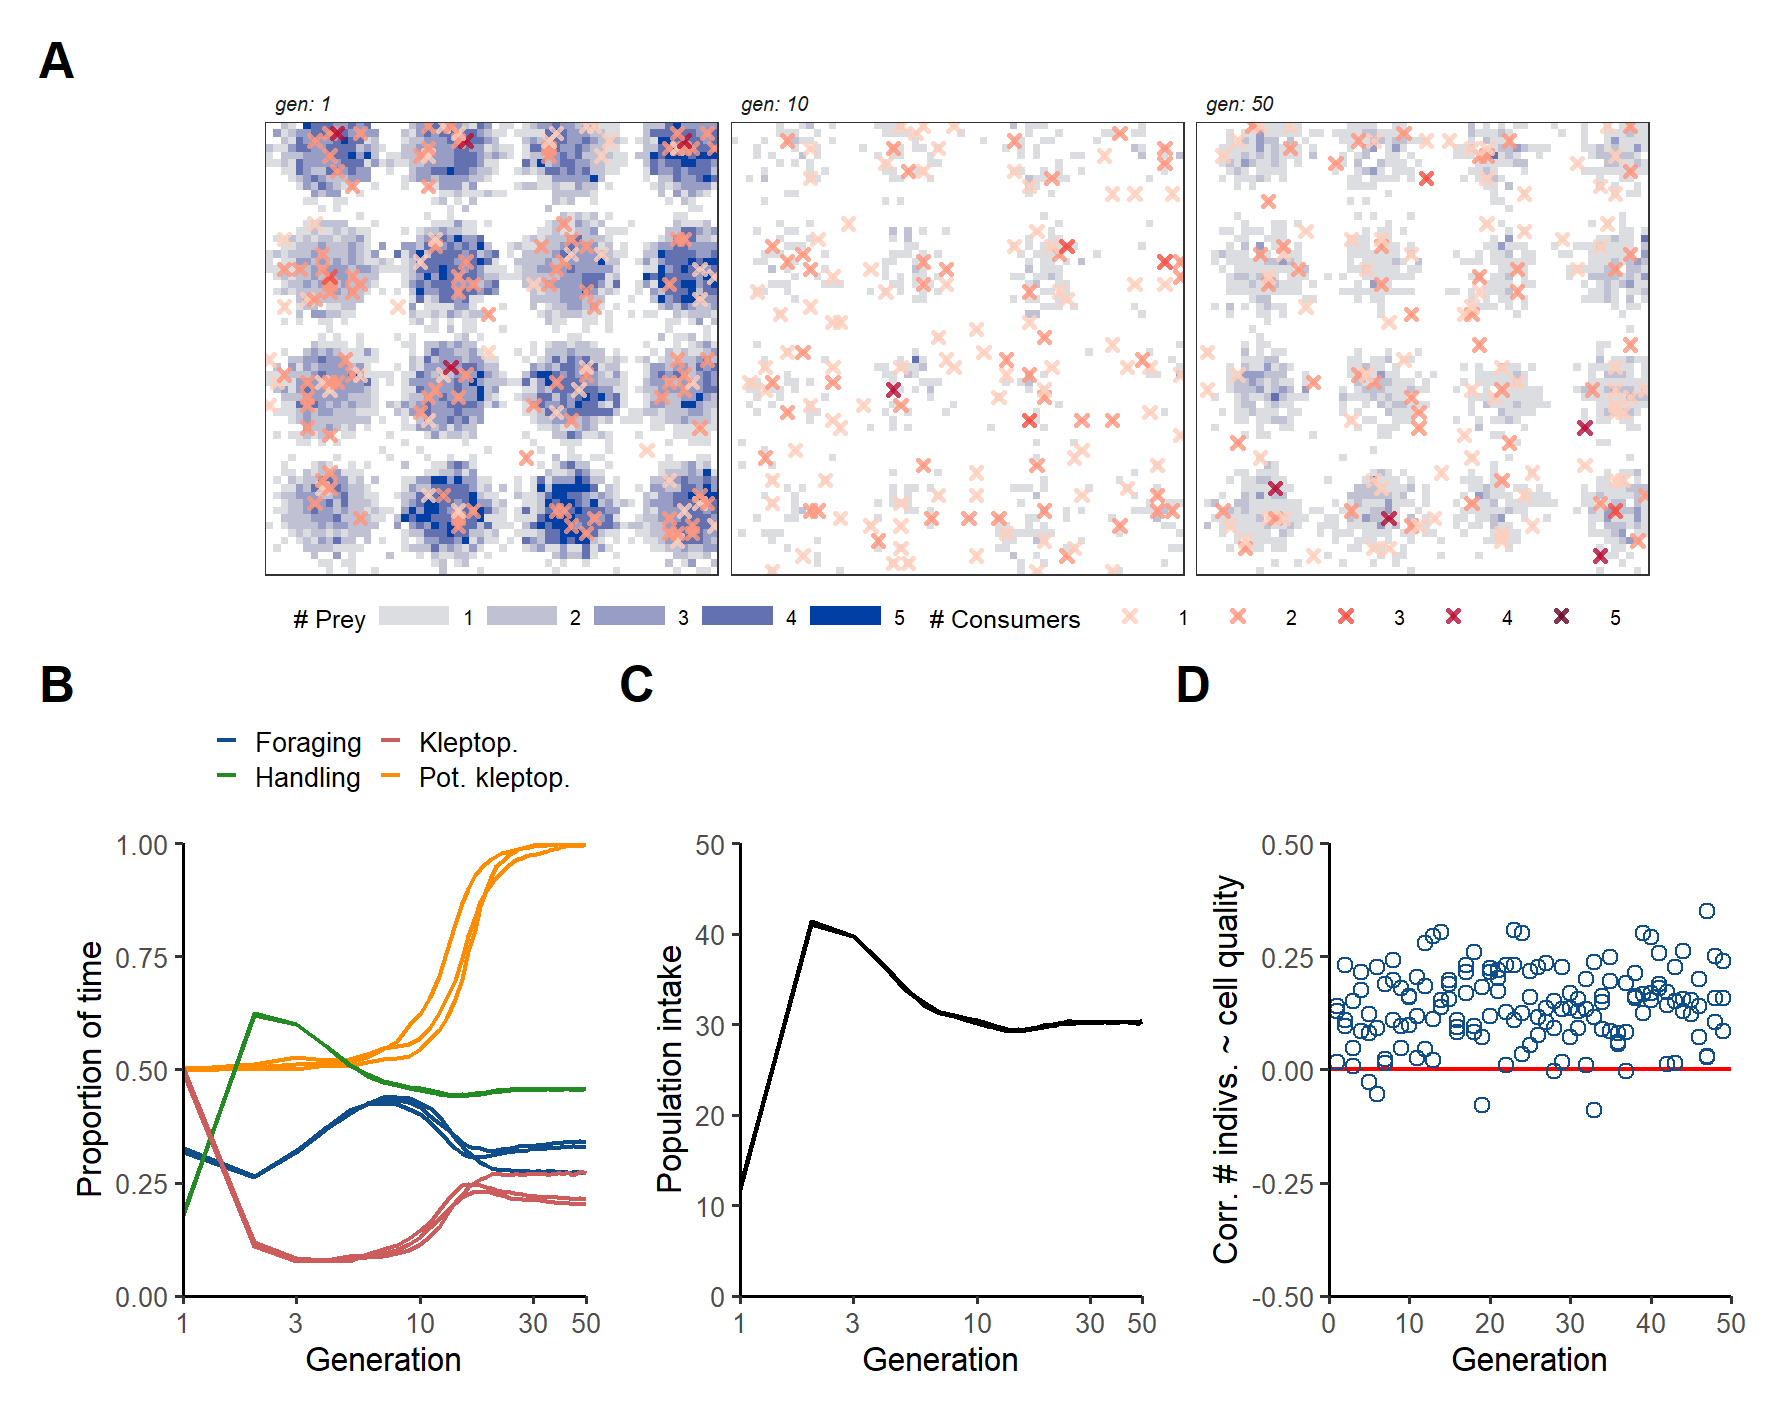 A
gen: 1
gen: 10
gen: 50
# Prey 1 2 3 4 5 # Consumers 1 2 3 4 5
B
Foraging Kleptop.
Handling Pot. kleptop.
Proportion of time
1.00
0.75
0.50
0.25
0.00
1 3 10 30 50
Generation
C
Population intake
50
40
30
20
10
0
1 3 10 30 50
Generation
D
Corr. # indivs. ~ cell quality
0.50
0.25
0.00
-0.25
-0.50
0 10 20 30 40 50
Generation